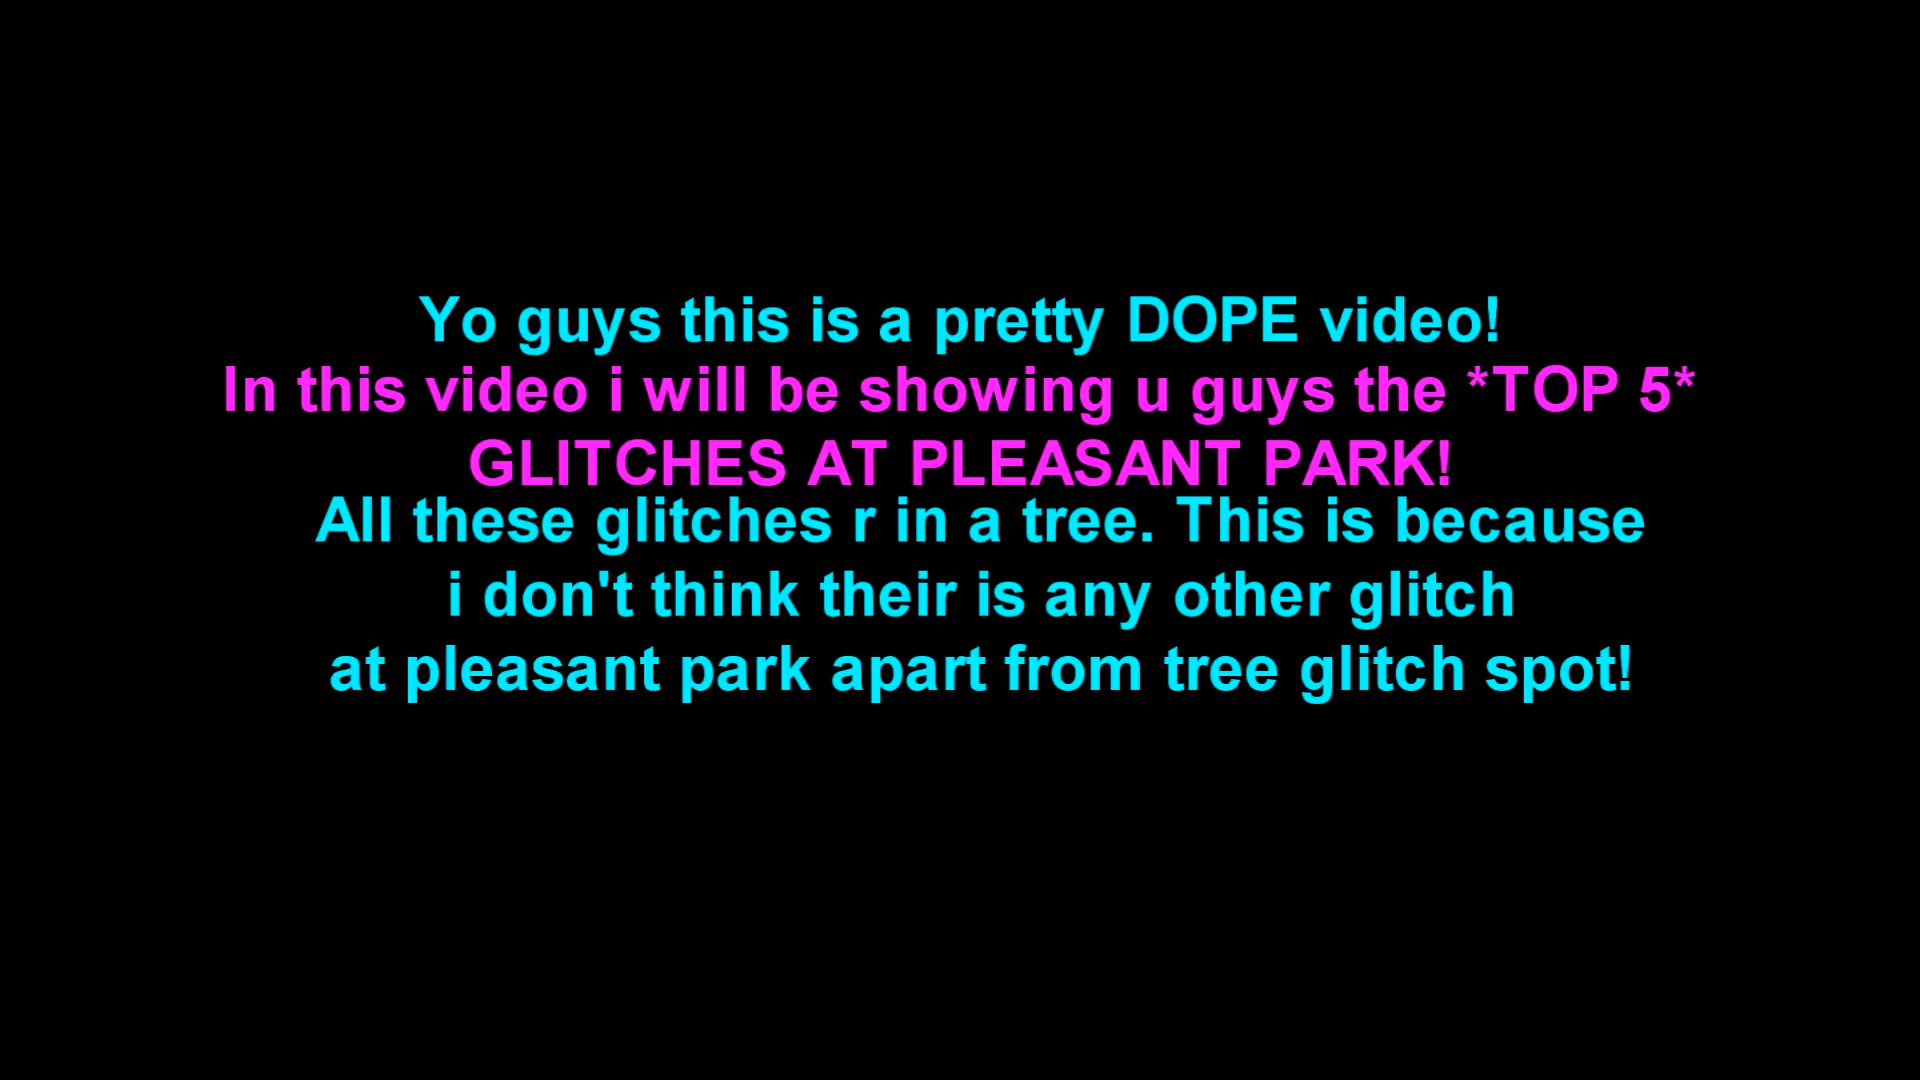 Yo guys this is a pretty DOPE video!
In this video i will be showing u guys the *TOP 5*
GLITCHES AT PLEASANT PARK!
All these glitches r in a tree. This is because
i don't think their is any other glitch
at pleasant park apart from tree glitch spot!